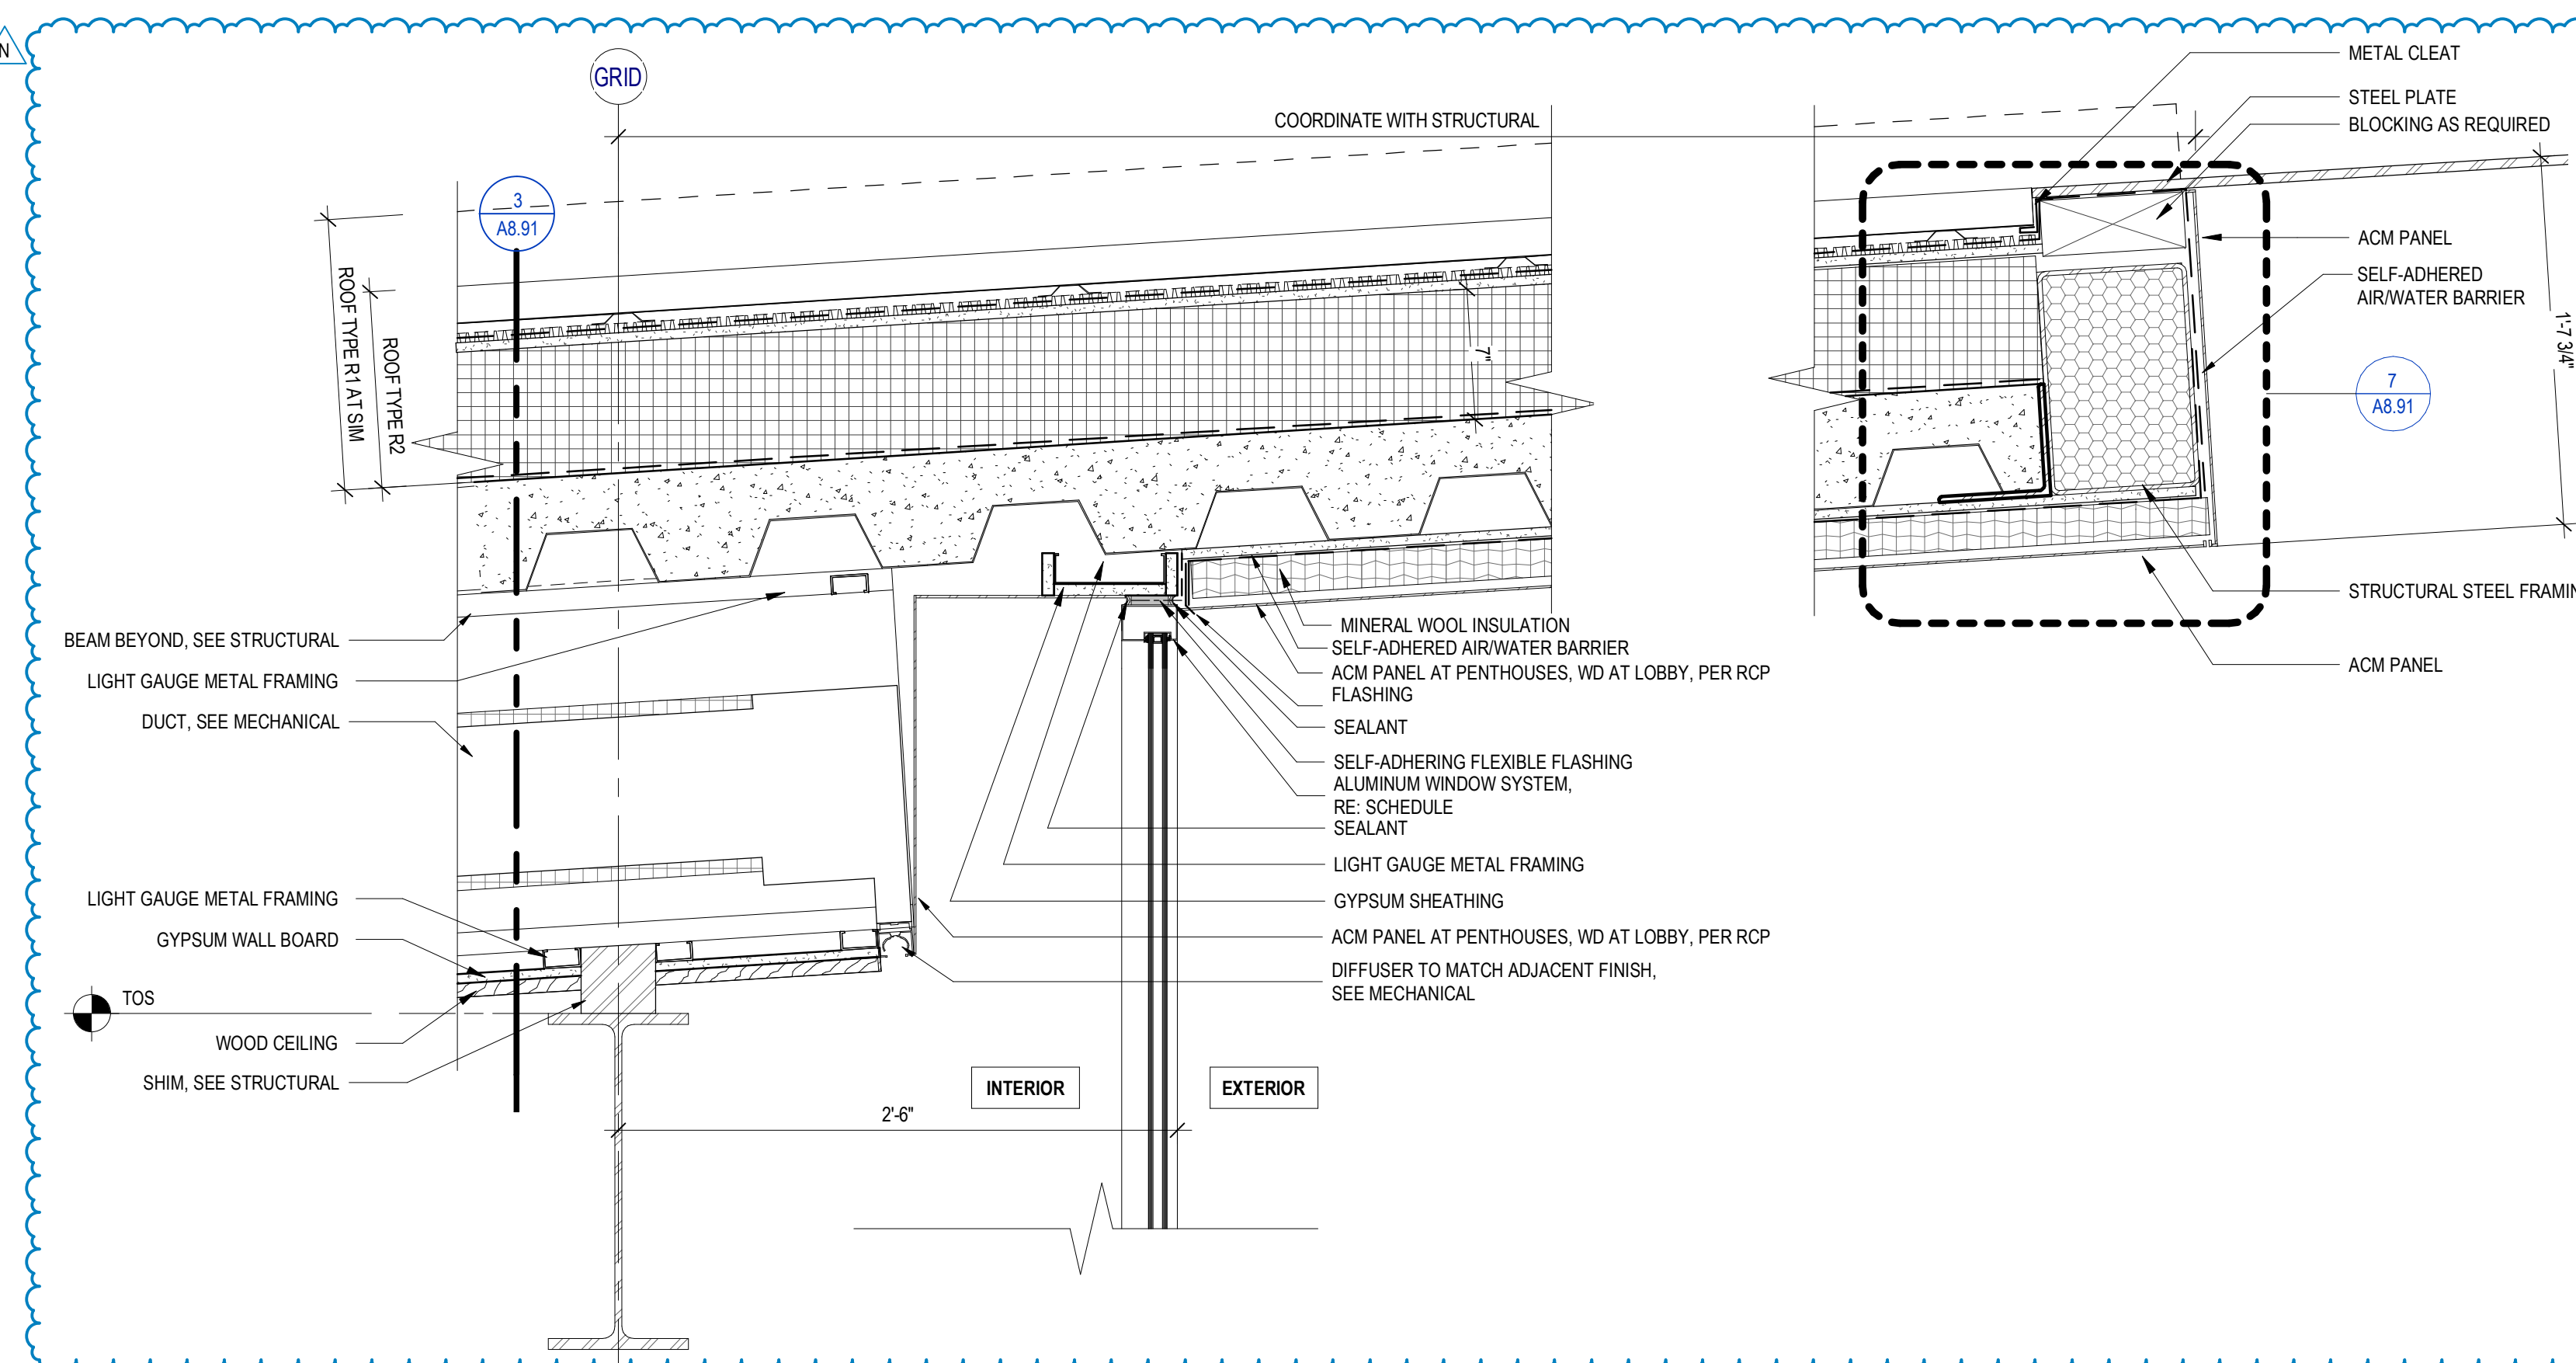 N
GRID
COORDINATE WITH STRUCTURAL
METAL CLEAT
STEEL PLATE
BLOCKING AS REQUIRED
3
A8.91
ACM PANEL
SELF-ADHERED
AIR/WATER BARRIER
ROOF TYPE R1 AT SIM
ROOF TYPE R2
7"
1'-7 3/4"
7
A8.91
STRUCTURAL STEEL FRAMIN
ACM PANEL
BEAM BEYOND, SEE STRUCTURAL
LIGHT GAUGE METAL FRAMING
DUCT, SEE MECHANICAL
MINERAL WOOL INSULATION
SELF-ADHERED AIR/WATER BARRIER
ACM PANEL AT PENTHOUSES, WD AT LOBBY, PER RCP
FLASHING
SEALANT
SELF-ADHERING FLEXIBLE FLASHING
ALUMINUM WINDOW SYSTEM,
RE: SCHEDULE
SEALANT
LIGHT GAUGE METAL FRAMING
GYPSUM SHEATHING
ACM PANEL AT PENTHOUSES, WD AT LOBBY, PER RCP
DIFFUSER TO MATCH ADJACENT FINISH,
SEE MECHANICAL
LIGHT GAUGE METAL FRAMING
GYPSUM WALL BOARD
TOS
WOOD CEILING
SHIM, SEE STRUCTURAL
INTERIOR
EXTERIOR
2'-6"